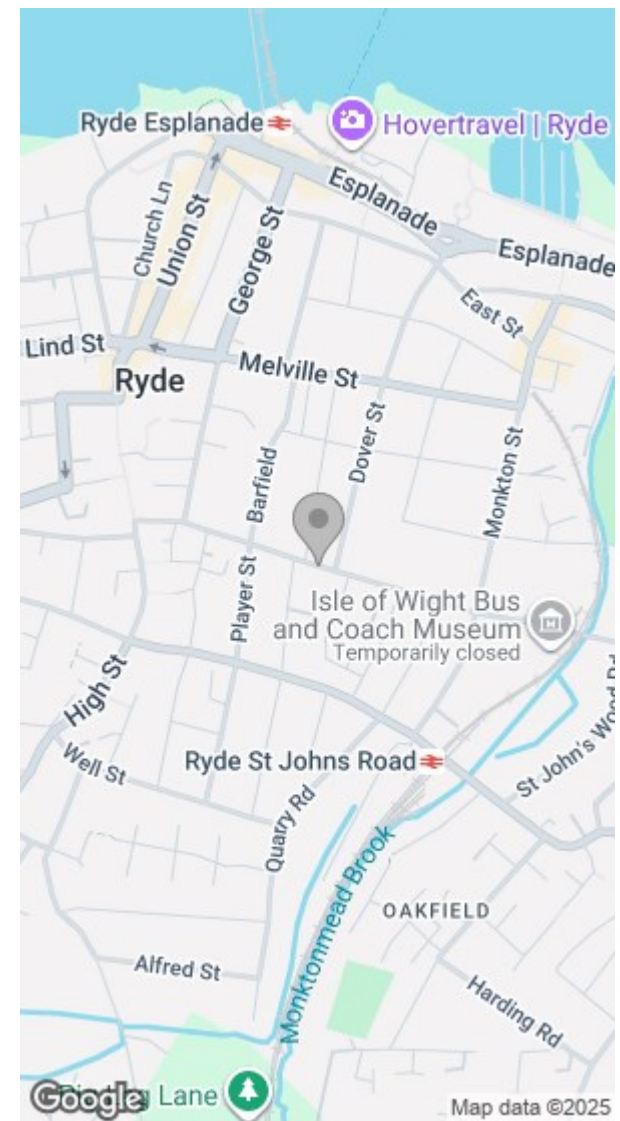 Ryde Esplanade
Hovertravel | Ryde
Esplanade
Esplanade
Church Ln
Union St
George St
East St
Lind St
Melville St
Ryde
Dover St
Monkton St
Barfield
Player St
Isle of Wight Bus
and Coach Museum
Temporarily closed
High St
Well St
Ryde St Johns Road
St John's Wood Rd
Quarry Rd
Monktonmead Brook
OAKFIELD
Alfred St
Harding Rd
Lane
Google
Map data ©2025